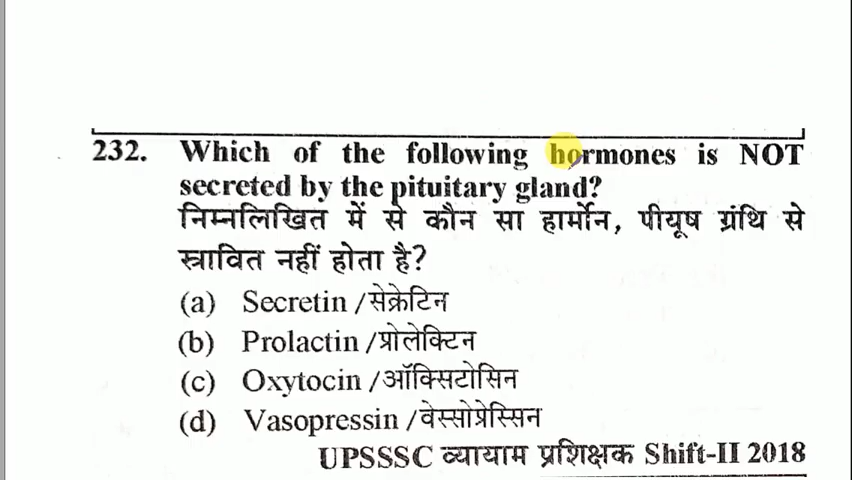 232. Which of the following hormones is NOT
secreted by the pituitary gland?
निम्नलिखित में से कौन सा हार्मोन, पीयूष ग्रंथि से
स्त्रावित नहीं होता है?
(a) Secretin /सेक्रेटिन
(b) Prolactin /प्रोलेक्टिन
(c) Oxytocin /ऑक्सिटोसिन
(d) Vasopressin /वेस्सोप्रेस्सिन
UPSSSC व्यायाम प्रशिक्षक Shift-II 2018